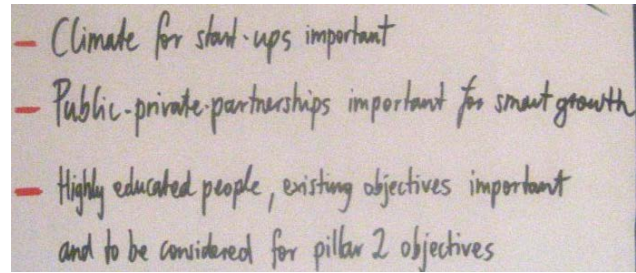 - Climate for start-ups important
- Public-private-partnerships important for smart growth
- Highly educated people, existing objectives important
and to be considered for pillar 2 objectives